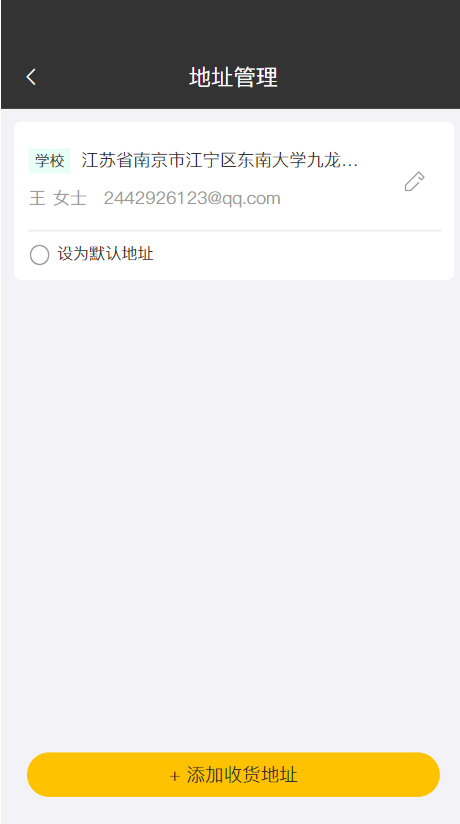 地址管理
学校 江苏省南京市江宁区东南大学九龙...
王 女士 2442926123@qq.com
设为默认地址
+ 添加收货地址